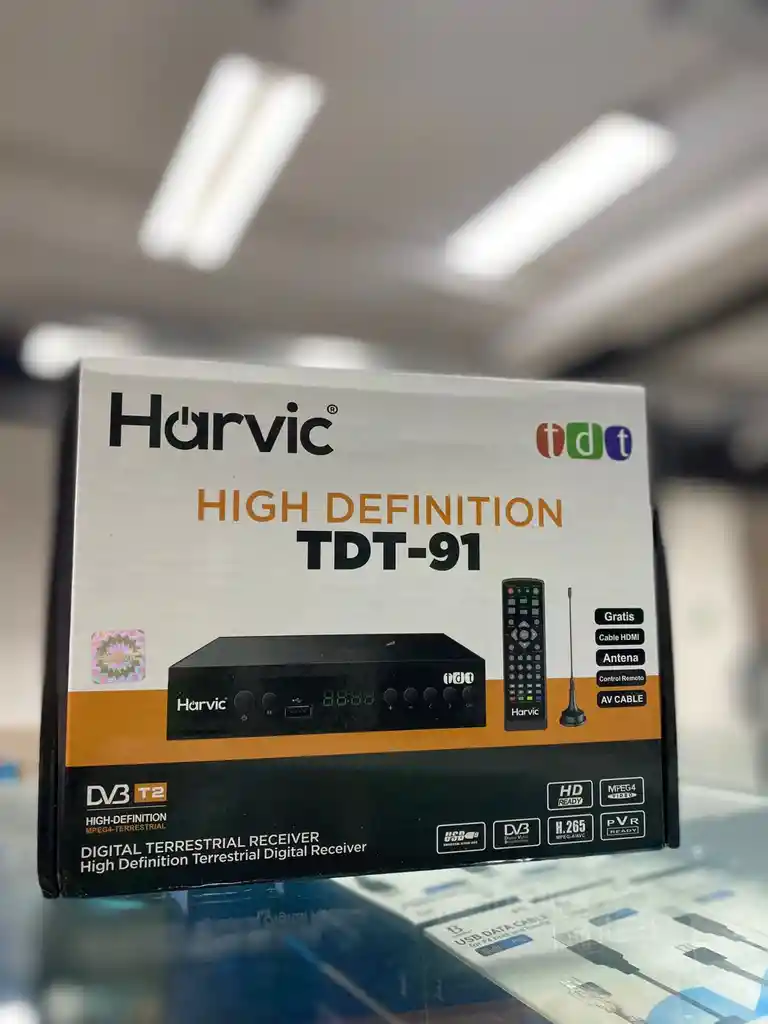 Harvic®
tdt
HIGH DEFINITION
TDT-91
Gratis
Cable HDMI
Antena
Control Remoto
AV CABLE
tdt
Harvic
Harvic
DVB T2
HIGH-DEFINITION
MPEG4-TERRESTRIAL
HD
READY
MPEG4
VIDEO
DIGITAL TERRESTRIAL RECEIVER
High Definition Terrestrial Digital Receiver
USB
DVB
H.265
PVR
READY
USB DATA CABLE